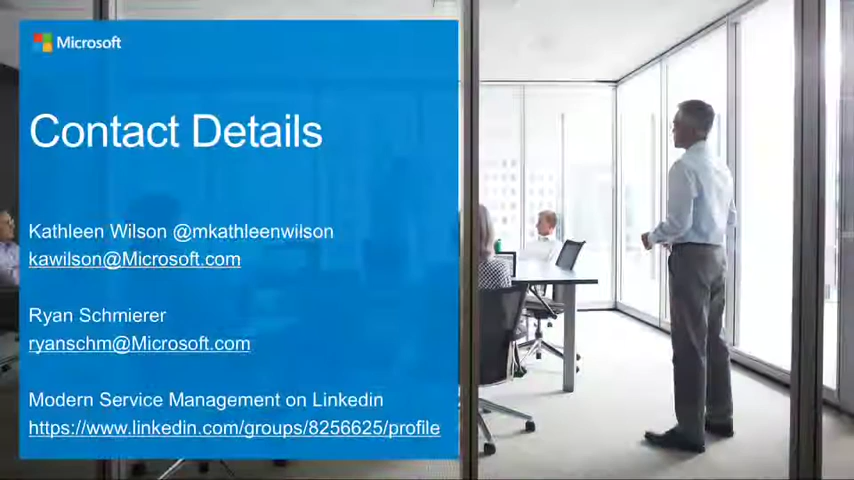 Microsoft
Contact Details
Kathleen Wilson @mkathleenwilson
kawilson@Microsoft.com
Ryan Schmierer
ryanschm@Microsoft.com
Modern Service Management on Linkedin
https://www.linkedin.com/groups/8256625/profile